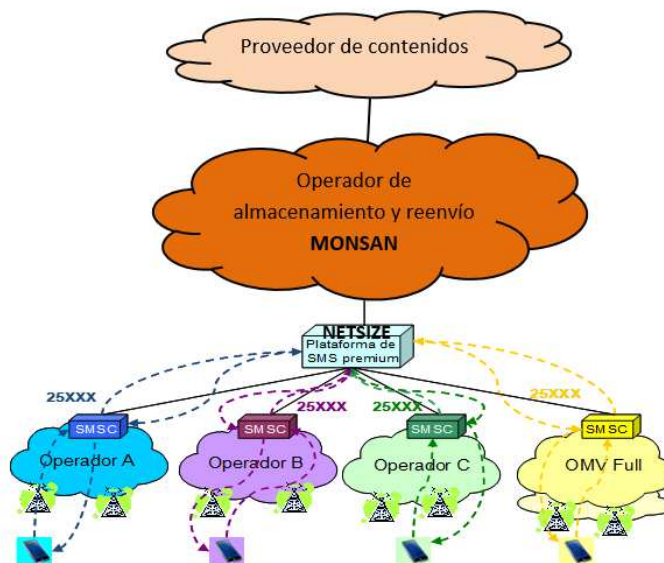 Proveedor de contenidos
Operador de
almacenamiento y reenvío
MONSAN
NETSIZE
Plataforma de
SMS premium
25XXX
25XXX
25XXX
25XXX
SMSC
SMSC
SMSC
SMSC
Operador A
Operador B
Operador C
OMV Full